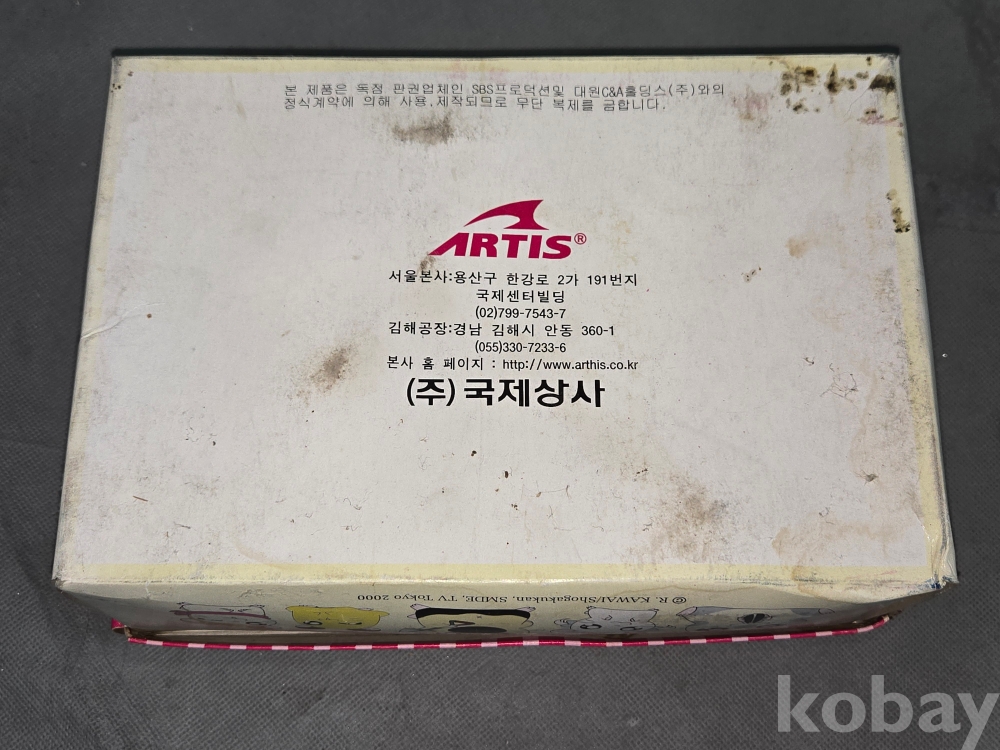 본 제품은 독점 판권업체인 SBS프로덕션및 대원C&A홀딩스(주)와의
정식계약에 의해 사용,제작되므로 무단 복제를 금합니다.
ARTIS®
서울본사:용산구 한강로 2가 191번지
국제센터빌딩
(02)799-7543-7
김해공장:경남 김해시 안동 360-1
(055)330-7233-6
본사 홈 페이지 : http://www.arthis.co.kr
(주)국제상사
© R. KAWAI/Shogakukan, SMDE, TV Tokyo 2000
kobay